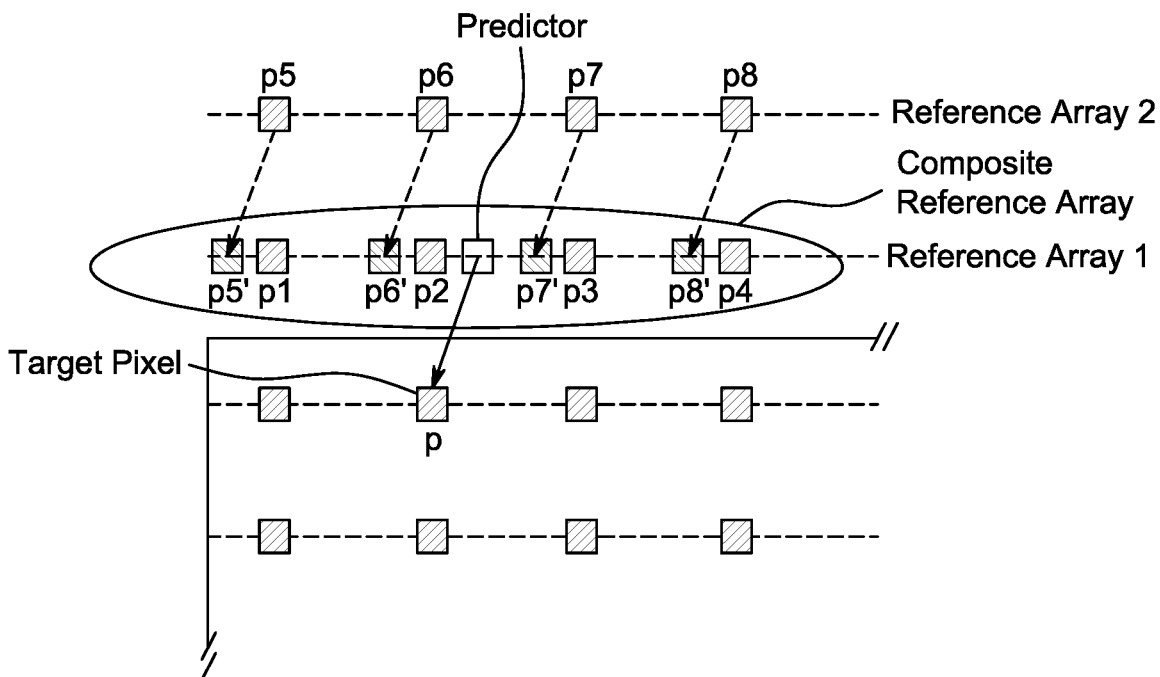 Predictor
p5 p6 p7 p8
Reference Array 2
Composite
Reference Array
Reference Array 1
p5' p1 p6' p2 p7' p3 p8' p4
Target Pixel
p